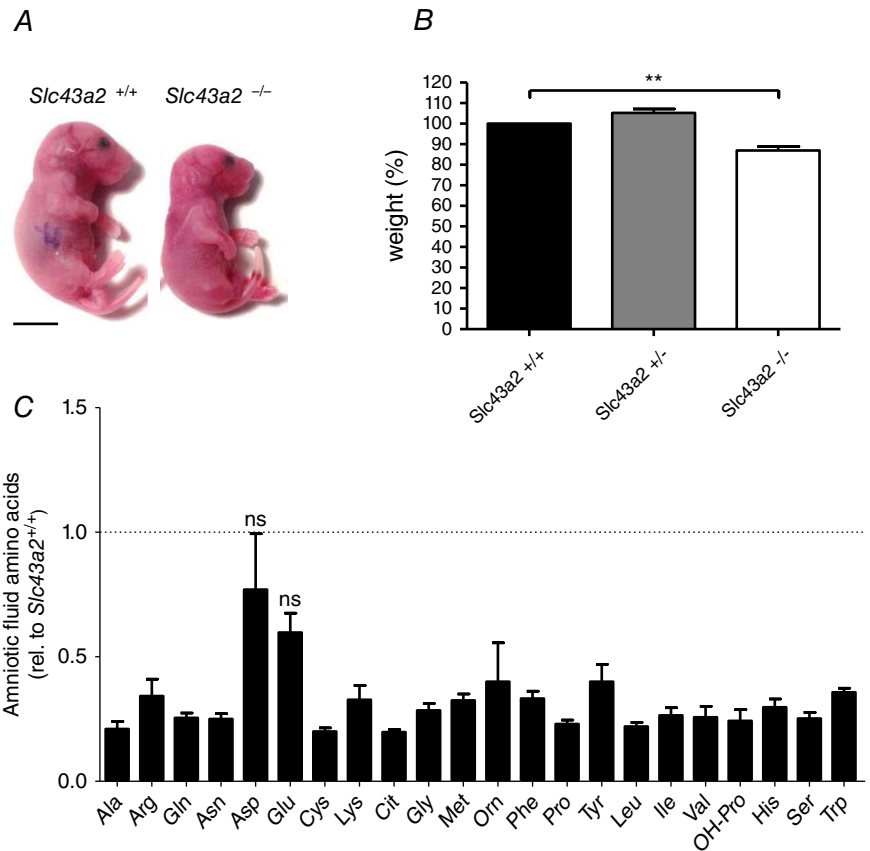 A
Slc43a2 +/+
Slc43a2 –/–
B
weight (%)
120
110
100
90
80
70
60
50
40
30
20
10
0
**
Slc43a2 +/+
Slc43a2 +/-
Slc43a2 -/-
C
Amniotic fluid amino acids
(rel. to Slc43a2+/+)
1.5
1.0
0.5
0.0
ns
ns
Ala
Arg
Gln
Asn
Asp
Glu
Cys
Lys
Cit
Gly
Met
Orn
Phe
Pro
Tyr
Leu
Ile
Val
OH-Pro
His
Ser
Trp